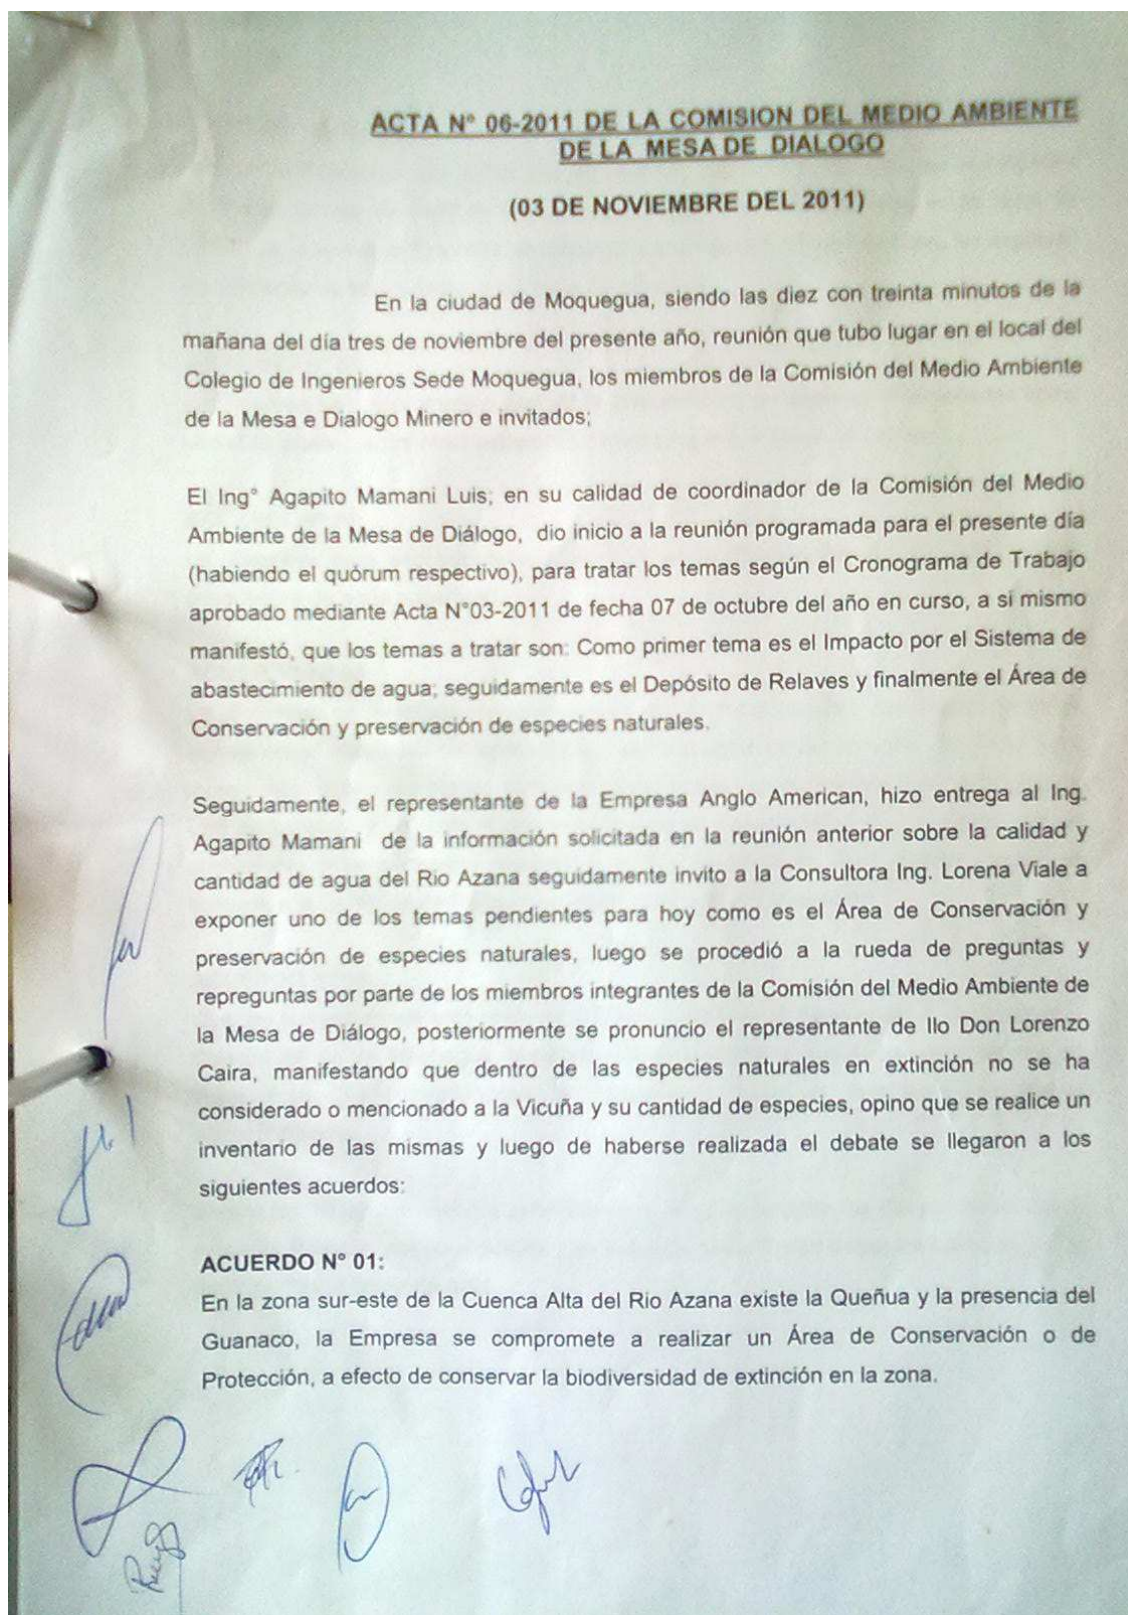 ACTA N° 06-2011 DE LA COMISION DEL MEDIO AMBIENTE
DE LA MESA DE DIALOGO
(03 DE NOVIEMBRE DEL 2011)
En la ciudad de Moquegua, siendo las diez con treinta minutos de la
mañana del día tres de noviembre del presente año, reunión que tubo lugar en el local del
Colegio de Ingenieros Sede Moquegua, los miembros de la Comisión del Medio Ambiente
de la Mesa e Dialogo Minero e invitados;
El Ing° Agapito Mamani Luis; en su calidad de coordinador de la Comisión del Medio
Ambiente de la Mesa de Diálogo, dio inicio a la reunión programada para el presente día
(habiendo el quórum respectivo), para tratar los temas según el Cronograma de Trabajo
aprobado mediante Acta N°03-2011 de fecha 07 de octubre del año en curso, a si mismo
manifestó, que los temas a tratar son: Como primer tema es el Impacto por el Sistema de
abastecimiento de agua; seguidamente es el Depósito de Relaves y finalmente el Área de
Conservación y preservación de especies naturales.
Seguidamente, el representante de la Empresa Anglo American, hizo entrega al Ing.
Agapito Mamani de la información solicitada en la reunión anterior sobre la calidad y
cantidad de agua del Rio Azana seguidamente invito a la Consultora Ing. Lorena Viale a
exponer uno de los temas pendientes para hoy como es el Área de Conservación y
preservación de especies naturales, luego se procedió a la rueda de preguntas y
repreguntas por parte de los miembros integrantes de la Comisión del Medio Ambiente de
la Mesa de Diálogo, posteriormente se pronuncio el representante de Ilo Don Lorenzo
Caira, manifestando que dentro de las especies naturales en extinción no se ha
considerado o mencionado a la Vicuña y su cantidad de especies, opino que se realice un
inventario de las mismas y luego de haberse realizada el debate se llegaron a los
siguientes acuerdos:
ACUERDO N° 01:
En la zona sur-este de la Cuenca Alta del Rio Azana existe la Queñua y la presencia del
Guanaco, la Empresa se compromete a realizar un Área de Conservación o de
Protección, a efecto de conservar la biodiversidad de extinción en la zona.